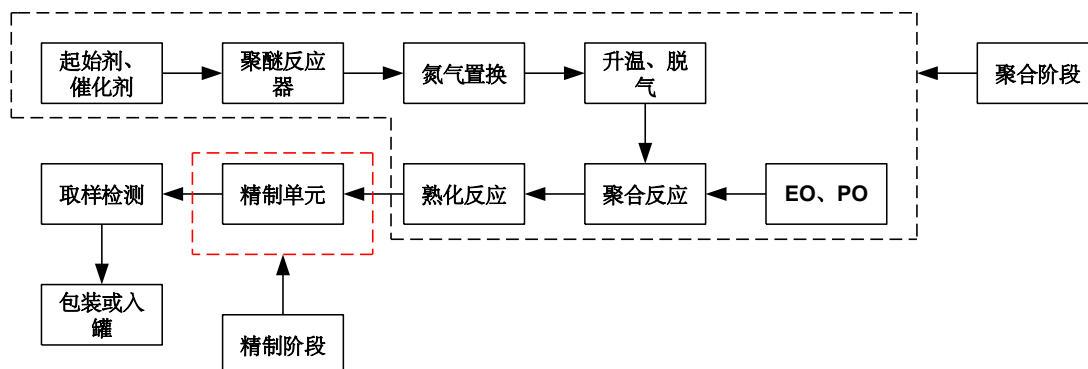 起始剂、
催化剂
聚醚反应
器
氮气置换
升温、脱
气
聚合阶段
取样检测
精制单元
熟化反应
聚合反应
EO、PO
包装或入
罐
精制阶段